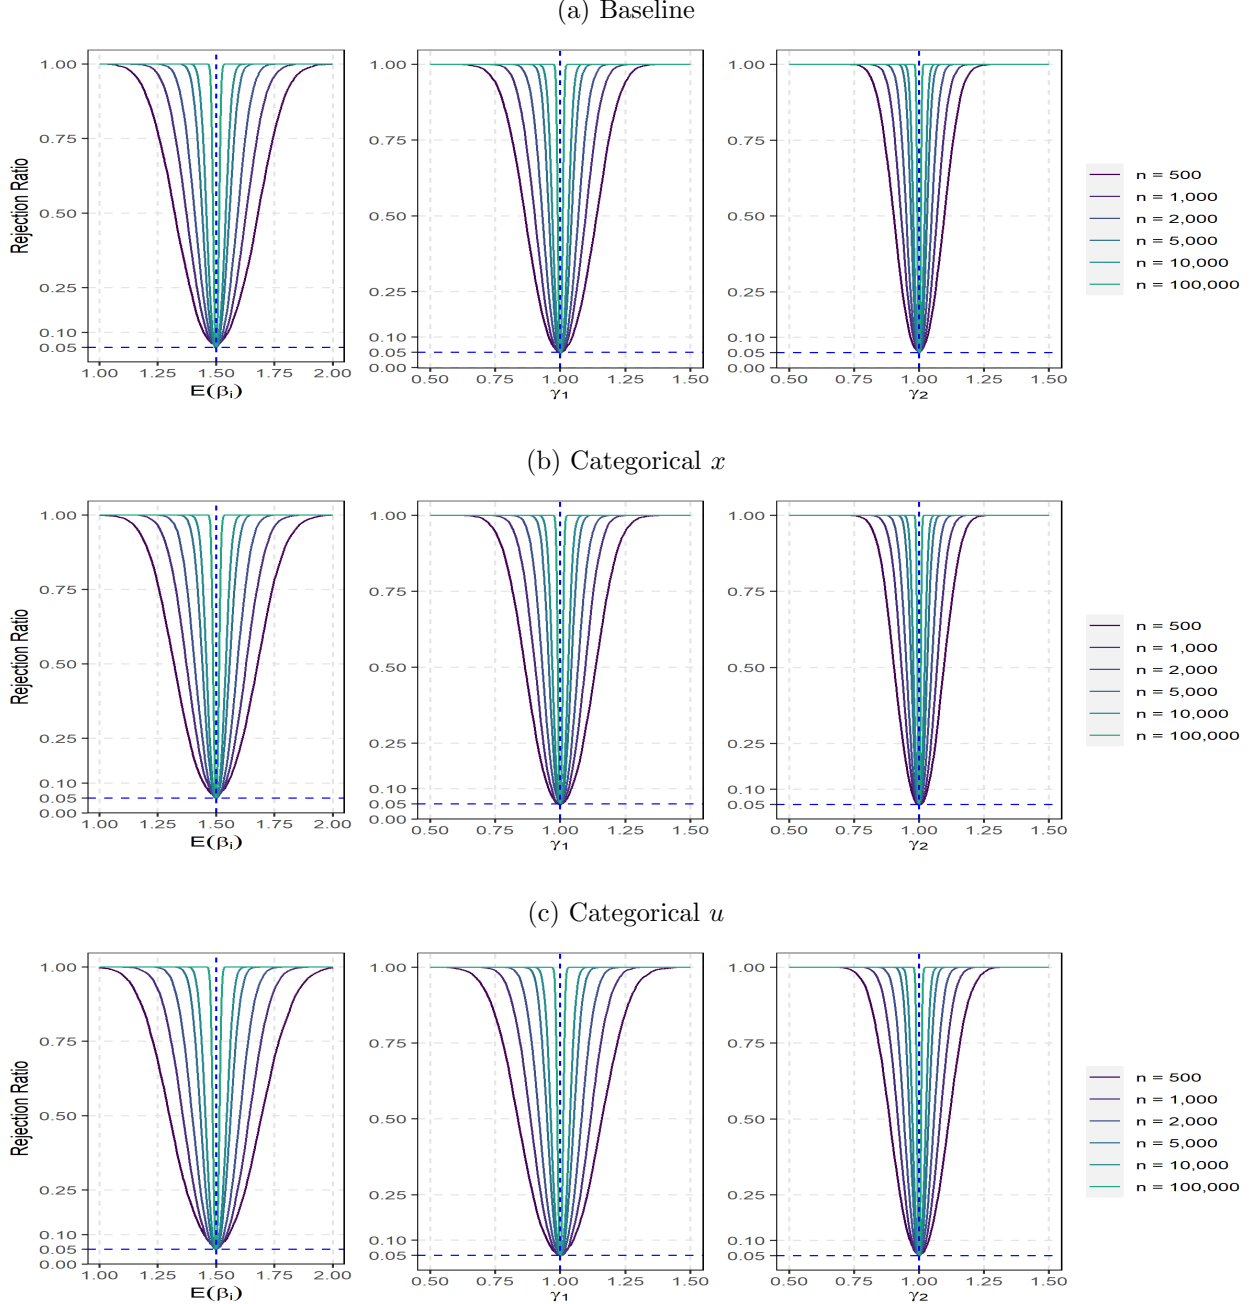 (a) Baseline
1.00
0.75
0.50
0.25
0.10
0.05
Rejection Ratio
1.00 1.25 1.50 1.75 2.00
E(βi)
1.00
0.75
0.50
0.25
0.10
0.05
0.00
0.50 0.75 1.00 1.25 1.50
γ1
1.00
0.75
0.50
0.25
0.10
0.05
0.00
0.50 0.75 1.00 1.25 1.50
γ2
n = 500
n = 1,000
n = 2,000
n = 5,000
n = 10,000
n = 100,000
(b) Categorical x
1.00
0.75
0.50
0.25
0.10
0.05
0.00
Rejection Ratio
1.00 1.25 1.50 1.75 2.00
E(βi)
1.00
0.75
0.50
0.25
0.10
0.05
0.00
0.50 0.75 1.00 1.25 1.50
γ1
1.00
0.75
0.50
0.25
0.10
0.05
0.00
0.50 0.75 1.00 1.25 1.50
γ2
n = 500
n = 1,000
n = 2,000
n = 5,000
n = 10,000
n = 100,000
(c) Categorical u
1.00
0.75
0.50
0.25
0.10
0.05
0.00
Rejection Ratio
1.00 1.25 1.50 1.75 2.00
E(βi)
1.00
0.75
0.50
0.25
0.10
0.05
0.00
0.50 0.75 1.00 1.25 1.50
γ1
1.00
0.75
0.50
0.25
0.10
0.05
0.00
0.50 0.75 1.00 1.25 1.50
γ2
n = 500
n = 1,000
n = 2,000
n = 5,000
n = 10,000
n = 100,000